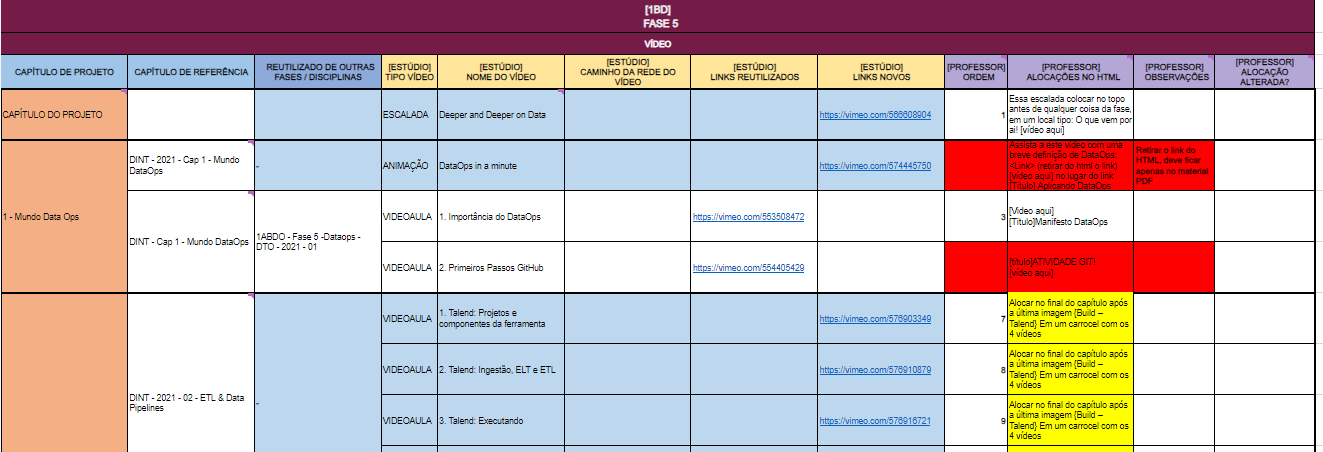 [1BD]
FASE 5
VÍDEO
CAPÍTULO DE PROJETO
CAPÍTULO DE REFERÊNCIA
REUTILIZADO DE OUTRAS
FASES / DISCIPLINAS
[ESTÚDIO]
TIPO VÍDEO
[ESTÚDIO]
NOME DO VÍDEO
[ESTÚDIO]
CAMINHO DA REDE DO
VÍDEO
[ESTÚDIO]
LINKS REUTILIZADOS
[ESTÚDIO]
LINKS NOVOS
[PROFESSOR]
ORDEM
[PROFESSOR]
ALOCAÇÕES NO HTML
[PROFESSOR]
OBSERVAÇÕES
[PROFESSOR]
ALOCAÇÃO
ALTERADA?
CAPÍTULO DO PROJETO
ESCALADA
Deeper and Deeper on Data
https://vimeo.com/566608904
1
Essa escalada colocar no topo
antes de qualquer coisa da fase,
em um local tipo: O que vem por
ai! [vídeo aqui]
1 - Mundo Data Ops
DINT - 2021 - Cap 1 - Mundo
DataOps
-
ANIMAÇÃO
DataOps in a minute
https://vimeo.com/574445750
Assista a este vídeo com uma
breve definição de DataOps:
<Link> (retirar do html o link)
[vídeo aqui] no lugar do link
[Título] Aplicando DataOps
Retirar o link do
HTML, deve ficar
apenas no material
PDF
DINT - Cap 1 - Mundo DataOps
1ABDO - Fase 5 -Dataops -
DTO - 2021 - 01
VIDEOAULA
1. Importância do DataOps
https://vimeo.com/553508472
3
[Vídeo aqui]
[Título]Manifesto DataOps
VIDEOAULA
2. Primeiros Passos GitHub
https://vimeo.com/554405429
[título]ATIVIDADE GIT!
[vídeo aqui]
DINT - 2021 - 02 - ETL & Data
Pipelines
-
VIDEOAULA
1. Talend: Projetos e
componentes da ferramenta
https://vimeo.com/576903349
7
Alocar no final do capítulo após
a última imagem {Build –
Talend} Em um carrocel com os
4 vídeos
VIDEOAULA
2. Talend: Ingestão, ELT e ETL
https://vimeo.com/576910879
8
Alocar no final do capítulo após
a última imagem {Build –
Talend} Em um carrocel com os
4 vídeos
VIDEOAULA
3. Talend: Executando
https://vimeo.com/576916721
9
Alocar no final do capítulo após
a última imagem {Build –
Talend} Em um carrocel com os
4 vídeos